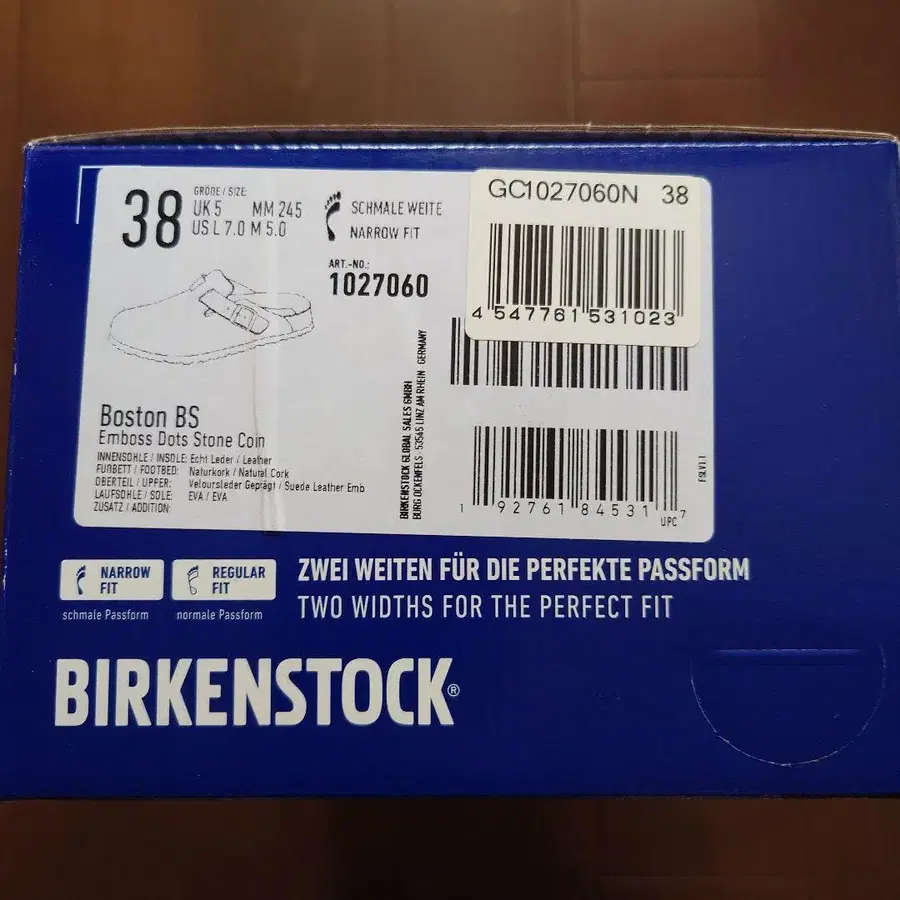 38
GRÖßE / SIZE:
UK 5 MM 245
US L 7.0 M 5.0
SCHMALE WEITE
NARROW FIT
ART.-NO.:
1027060
GC1027060N 38
4 547761 531023
Boston BS
Emboss Dots Stone Coin
INNENSOHLE / INSOLE: Echt Leder / Leather
FUßBETT / FOOTBED: Naturkork / Natural Cork
OBERTEIL / UPPER: Veloursleder Geprägt / Suede Leather Emb
LAUFSOHLE / SOLE: EVA / EVA
ZUSATZ / ADDITION:
BIRKENSTOCK GLOBAL SALES GMBH
BURG OCKENFELS · 53545 LINZ AM RHEIN · GERMANY
1 92761 84531 7
UPC
FSLV1.1
NARROW
FIT
schmale Passform
REGULAR
FIT
normale Passform
ZWEI WEITEN FÜR DIE PERFEKTE PASSFORM
TWO WIDTHS FOR THE PERFECT FIT
BIRKENSTOCK®